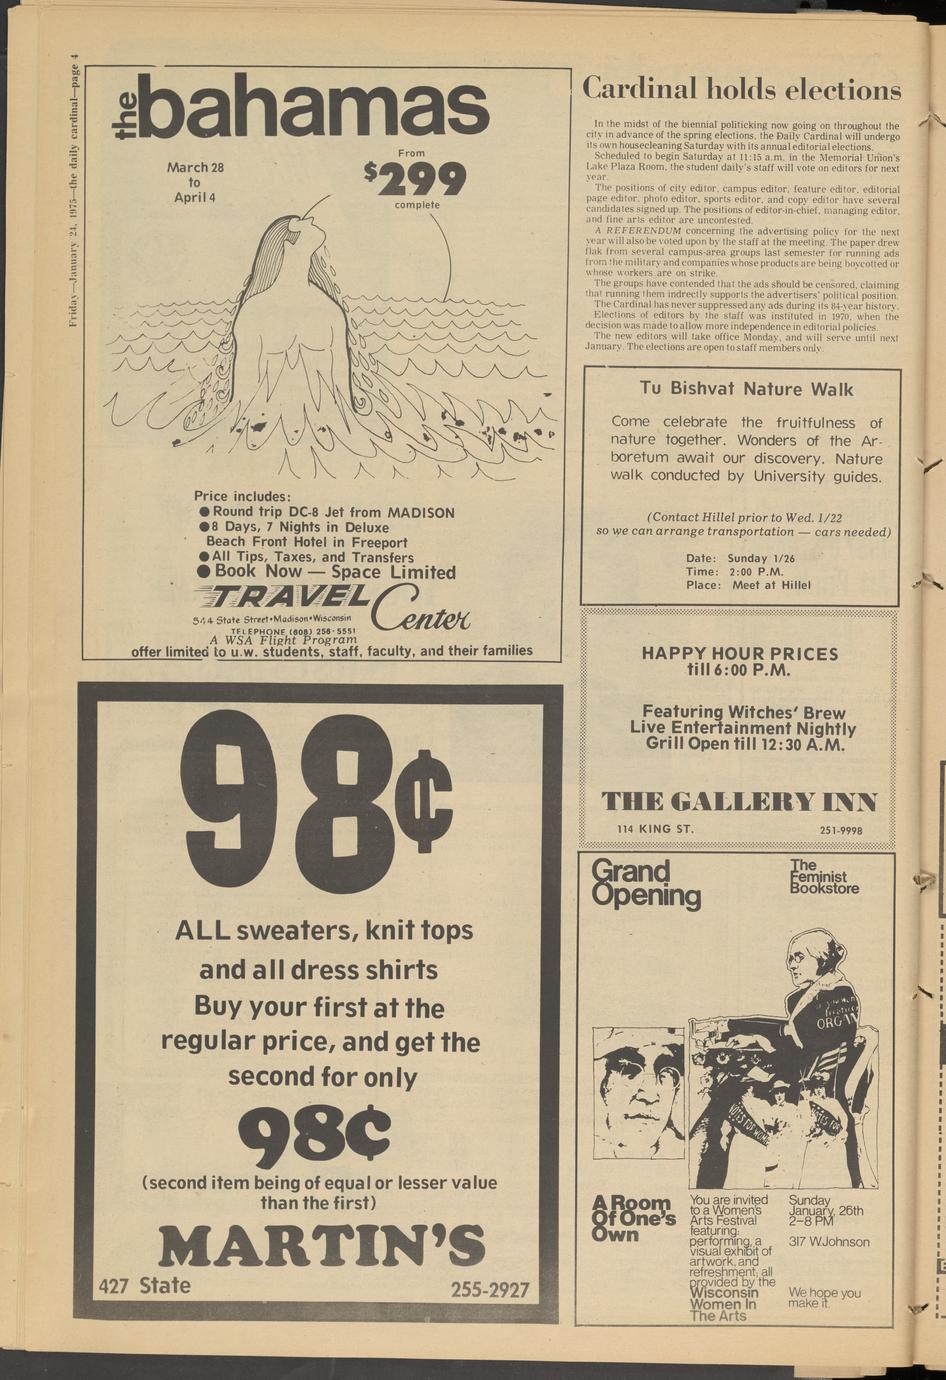 Friday—January 24, 1975—the daily cardinal—page 4
the bahamas
March 28
to
April 4
From
$299
complete
Price includes:
● Round trip DC-8 Jet from MADISON
● 8 Days, 7 Nights in Deluxe
Beach Front Hotel in Freeport
● All Tips, Taxes, and Transfers
● Book Now — Space Limited
TRAVEL Center
544 State Street • Madison • Wisconsin
TELEPHONE (608) 256-5551
A WSA Flight Program
offer limited to u.w. students, staff, faculty, and their families
98¢
ALL sweaters, knit tops
and all dress shirts
Buy your first at the
regular price, and get the
second for only
98¢
(second item being of equal or lesser value
than the first)
MARTIN'S
427 State
255-2927
Cardinal holds elections
In the midst of the biennial politicking now going on throughout the
city in advance of the spring elections, the Daily Cardinal will undergo
its own housecleaning Saturday with its annual editorial elections.
Scheduled to begin Saturday at 11:15 a.m. in the Memorial Union's
Lake Plaza Room, the student daily's staff will vote on editors for next
year.
The positions of city editor, campus editor, feature editor, editorial
page editor, photo editor, sports editor, and copy editor have several
candidates signed up. The positions of editor-in-chief, managing editor,
and fine arts editor are uncontested.
A REFERENDUM concerning the advertising policy for the next
year will also be voted upon by the staff at the meeting. The paper drew
flak from several campus-area groups last semester for running ads
from the military and companies whose products are being boycotted or
whose workers are on strike.
The groups have contended that the ads should be censored, claiming
that running them indrectly supports the advertisers' political position.
The Cardinal has never suppressed any ads during its 84-year history.
Elections of editors by the staff was instituted in 1970, when the
decision was made to allow more independence in editorial policies.
The new editors will take office Monday, and will serve until next
January. The elections are open to staff members only.
Tu Bishvat Nature Walk
Come celebrate the fruitfulness of
nature together. Wonders of the Ar-
boretum await our discovery. Nature
walk conducted by University guides.
(Contact Hillel prior to Wed. 1/22
so we can arrange transportation — cars needed)
Date: Sunday 1/26
Time: 2:00 P.M.
Place: Meet at Hillel
HAPPY HOUR PRICES
till 6:00 P.M.
Featuring Witches' Brew
Live Entertainment Nightly
Grill Open till 12:30 A.M.
THE GALLERY INN
114 KING ST.
251-9998
Grand
Opening
The
Feminist
Bookstore
ORGAN
A Room
Of One's
Own
You are invited
to a Women's
Arts Festival
featuring:
performing, a
visual exhibit of
artwork, and
refreshment, all
provided by the
Wisconsin
Women In
The Arts
Sunday
January, 26th
2-8 PM
317 W.Johnson
We hope you
make it.